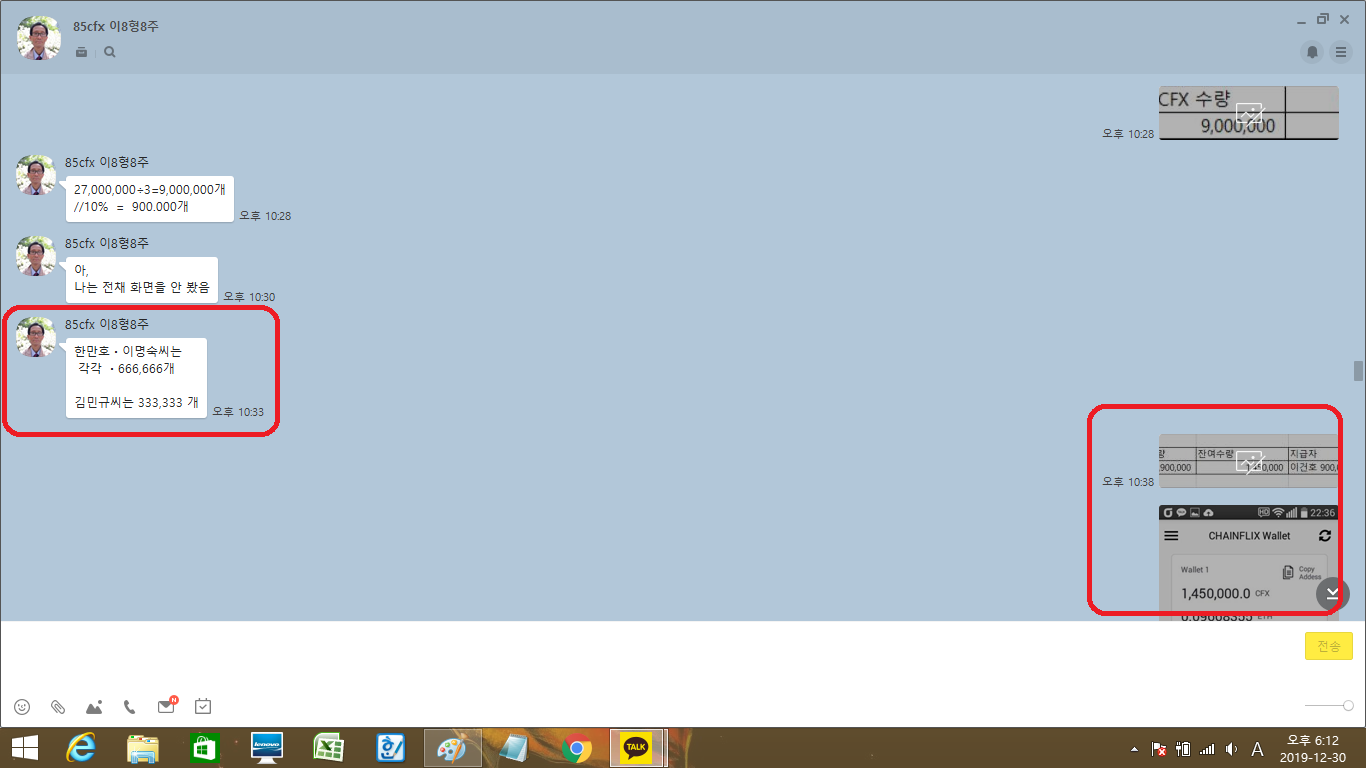 85cfx 이8형8주
CFX 수량
9,000,000
오후 10:28
85cfx 이8형8주
27,000,000÷3=9,000,000개
//10% = 900.000개
오후 10:28
85cfx 이8형8주
아,
나는 전채 화면을 안 봤음
오후 10:30
85cfx 이8형8주
한만호·이명숙씨는
각각 ·666,666개
김민규씨는 333,333 개
오후 10:33
잔여수량 지급자
900,000 1,450,000 이건호 900,0
오후 10:38
HD 22:36
CHAINFLIX Wallet
Wallet 1
Copy
Addess
1,450,000.0 CFX
0.09608355 ETH
전송
N
lenovo
TALK
A
오후 6:12
2019-12-30